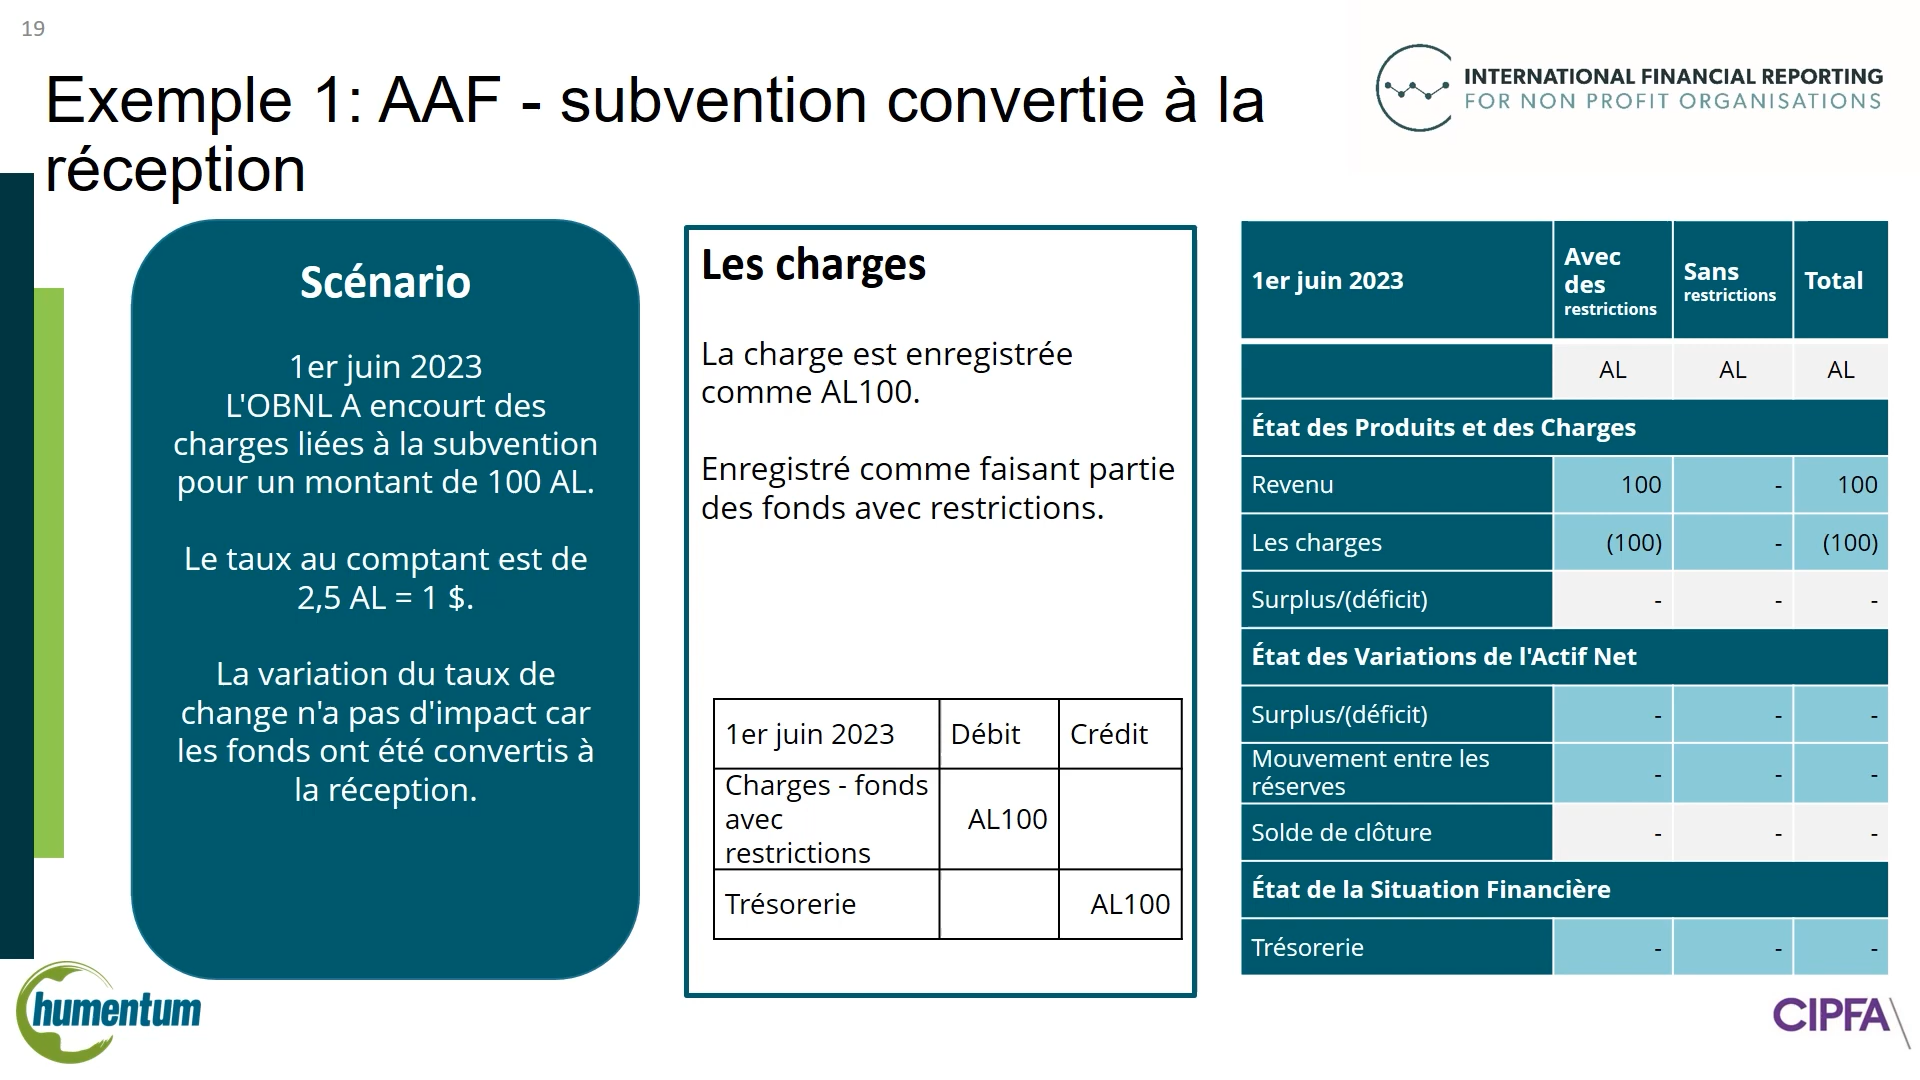 19
Exemple 1: AAF - subvention convertie à la
réception
INTERNATIONAL FINANCIAL REPORTING
FOR NON PROFIT ORGANISATIONS
Scénario
1er juin 2023
L'OBNL A encourt des
charges liées à la subvention
pour un montant de 100 AL.
Le taux au comptant est de
2,5 AL = 1 $.
La variation du taux de
change n'a pas d'impact car
les fonds ont été convertis à
la réception.
Les charges
La charge est enregistrée
comme AL100.
Enregistré comme faisant partie
des fonds avec restrictions.
1er juin 2023 Débit Crédit
Charges - fonds
avec AL100
restrictions
Trésorerie AL100
1er juin 2023
Avec
des
restrictions
Sans
restrictions
Total
AL AL AL
État des Produits et des Charges
Revenu 100 - 100
Les charges (100) - (100)
Surplus/(déficit) - - -
État des Variations de l'Actif Net
Surplus/(déficit) - - -
Mouvement entre les
réserves - - -
Solde de clôture - - -
État de la Situation Financière
Trésorerie - - -
humentum
CIPFA